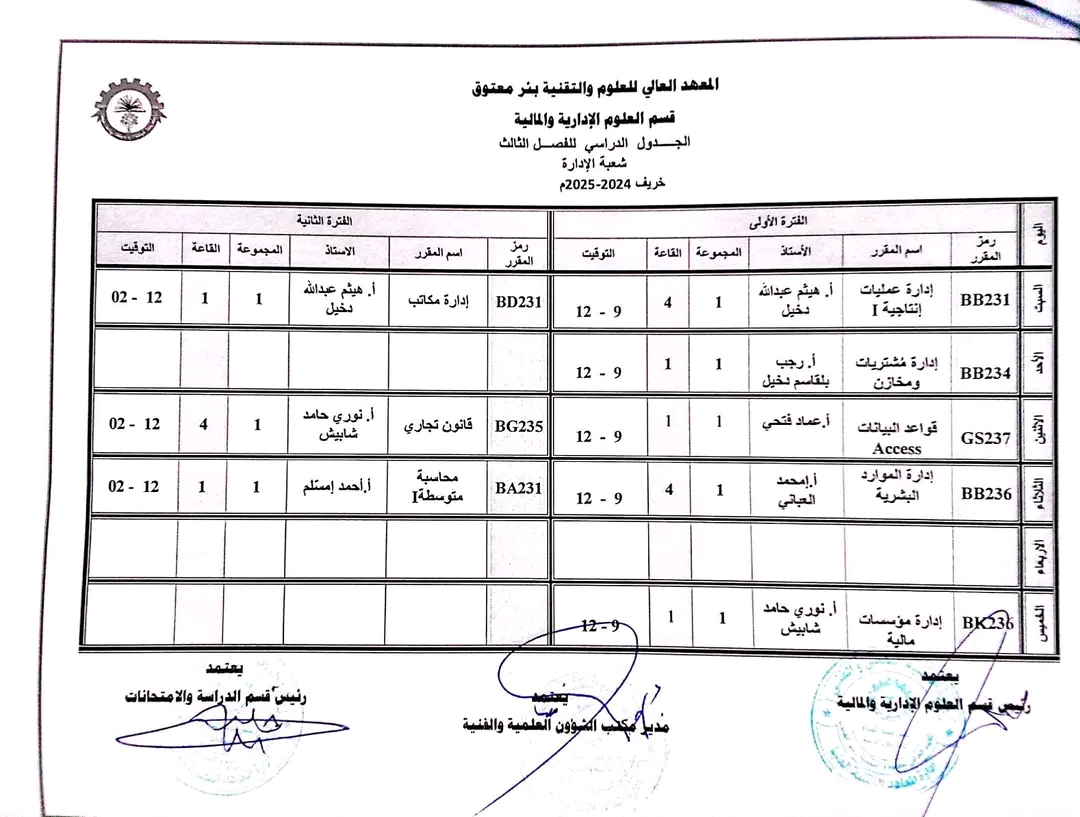 المعهد العالي للعلوم والتقنية بئر معتوق
قسم العلوم الإدارية والمالية
الجـــدول الدراسي للفصـل الثالث
شعبة الإدارة
خريف 2024-2025م
اليوم الفترة الأولى الفترة الثانية
رمز المقرر اسم المقرر الأستاذ المجموعة القاعة التوقيت رمز المقرر اسم المقرر الاستاذ المجموعة القاعة التوقيت
السبت BB231 إدارة عمليات إنتاجية I أ. هيثم عبدالله دخيل 1 4 9 - 12 BD231 إدارة مكاتب أ. هيثم عبدالله دخيل 1 1 12 - 02
الأحد BB234 إدارة مُشتريات ومخازن أ. رجب بلقاسم دخيل 1 1 9 - 12
الاثنين GS237 قواعد البيانات Access أ.عماد فتحي 1 1 9 - 12 BG235 قانون تجاري أ. نوري حامد شابيش 1 4 12 - 02
الثلاثاء BB236 إدارة الموارد البشرية أ.إمحمد العباني 1 4 9 - 12 BA231 محاسبة متوسطةI أ.أحمد إمسلم 1 1 12 - 02
الاربعاء
الخميس BK236 إدارة مؤسسات مالية أ. نوري حامد شابيش 1 1 9 - 12
يعتمد يُعتمد يعتمد
رئيس قسم العلوم الإدارية والمالية مُدير مكتب الشؤون العلمية والفنية رئيس قسم الدراسة والامتحانات